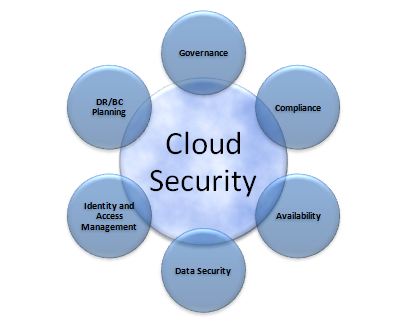 Governance
DR/BC
Planning
Compliance
Cloud
Security
Identity and
Access
Management
Availability
Data Security